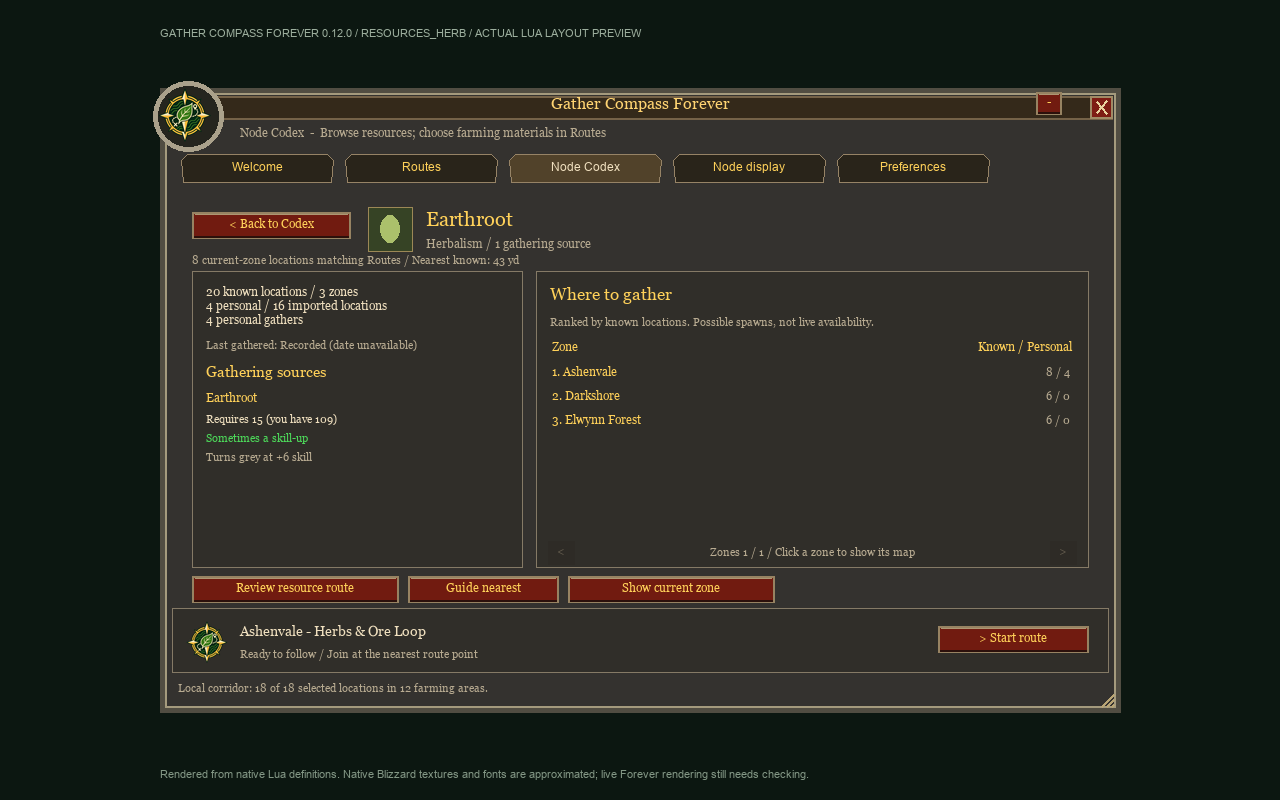 GATHER COMPASS FOREVER 0.12.0 / RESOURCES_HERB / ACTUAL LUA LAYOUT PREVIEW
Gather Compass Forever
-
X
Node Codex - Browse resources; choose farming materials in Routes
Welcome
Routes
Node Codex
Node display
Preferences
< Back to Codex
Earthroot
Herbalism / 1 gathering source
8 current-zone locations matching Routes / Nearest known: 43 yd
20 known locations / 3 zones
4 personal / 16 imported locations
4 personal gathers
Last gathered: Recorded (date unavailable)
Gathering sources
Earthroot
Requires 15 (you have 109)
Sometimes a skill-up
Turns grey at +6 skill
Where to gather
Ranked by known locations. Possible spawns, not live availability.
Zone
Known / Personal
1. Ashenvale
8 / 4
2. Darkshore
6 / 0
3. Elwynn Forest
6 / 0
<
Zones 1 / 1 / Click a zone to show its map
>
Review resource route
Guide nearest
Show current zone
Ashenvale - Herbs & Ore Loop
Ready to follow / Join at the nearest route point
> Start route
Local corridor: 18 of 18 selected locations in 12 farming areas.
Rendered from native Lua definitions. Native Blizzard textures and fonts are approximated; live Forever rendering still needs checking.